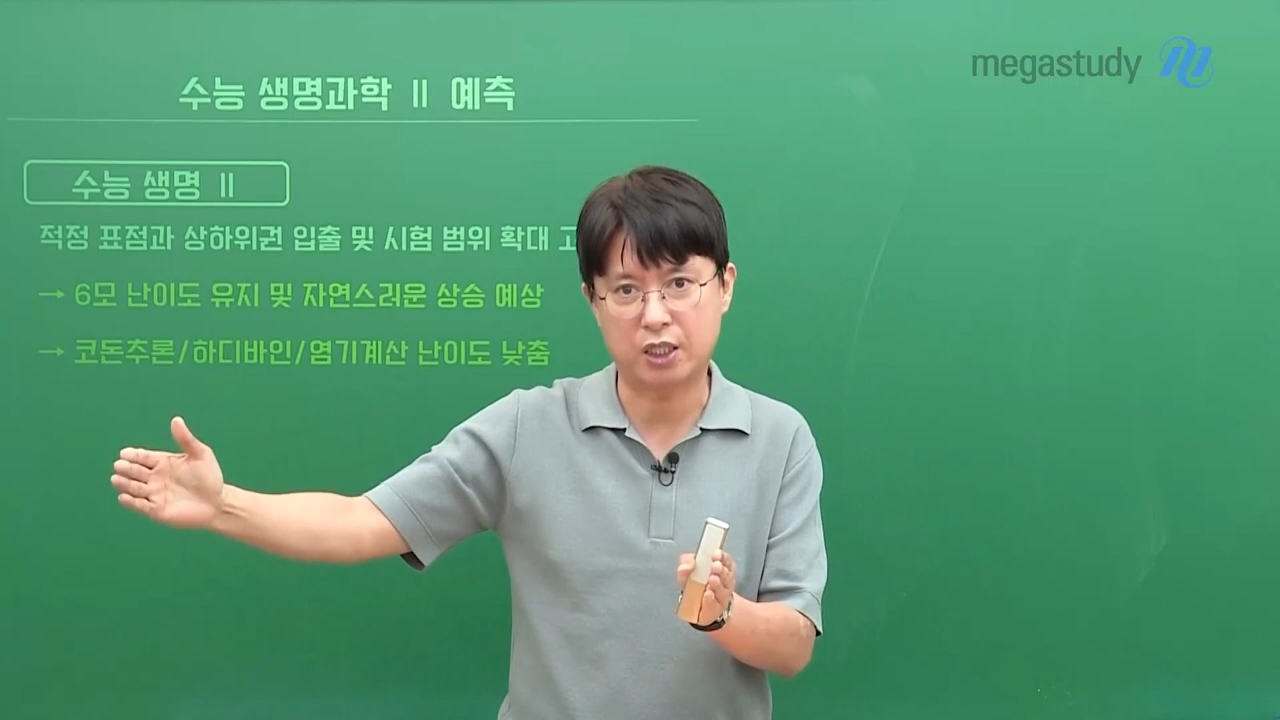 megastudy
수능 생명과학 Ⅱ 예측
수능 생명 Ⅱ
적정 표점과 상하위권 입출 및 시험 범위 확대
→ 6모 난이도 유지 및 자연스러운 상승 예상
→ 코돈추론/하디바인/염기계산 난이도 낮춤